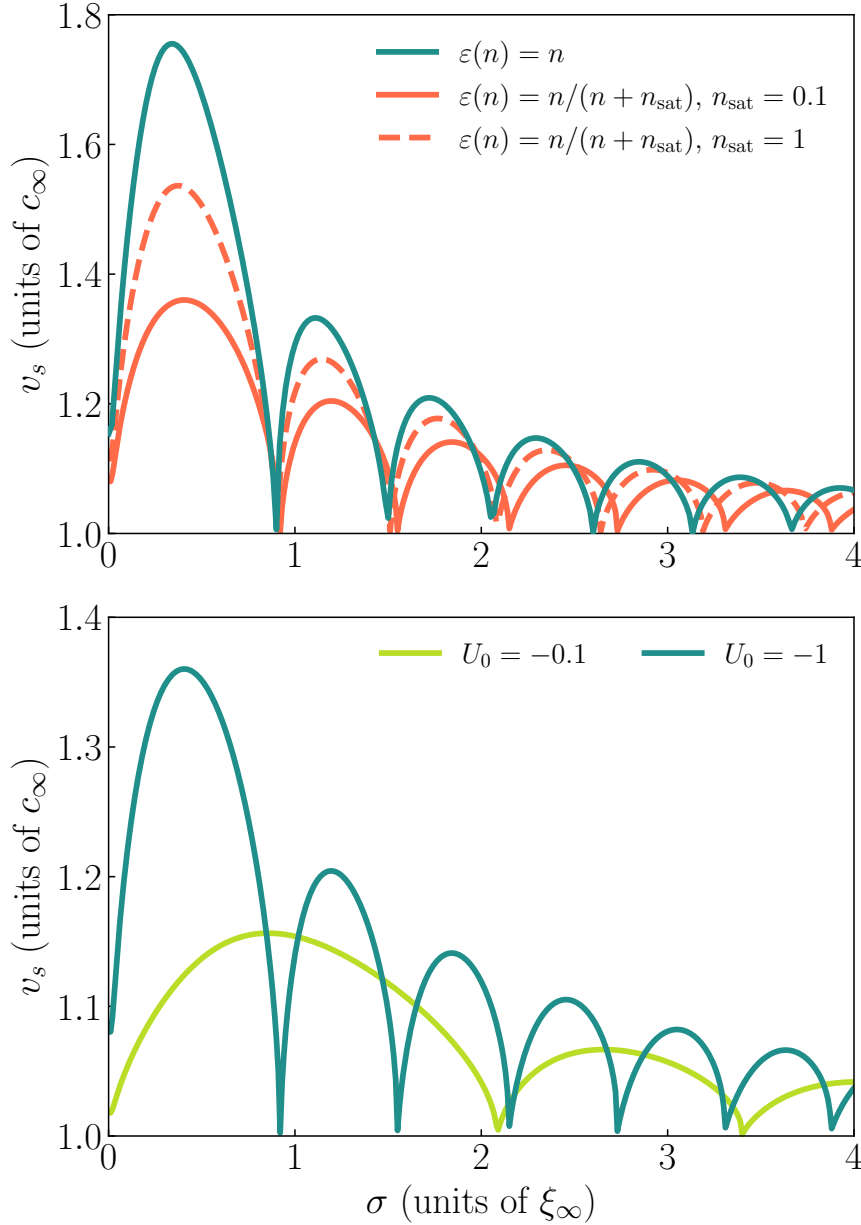 1.8
1.6
1.4
1.2
1.0
0
1
2
3
4
v_s (units of c_∞)
ε(n) = n
ε(n) = n/(n + n_sat), n_sat = 0.1
ε(n) = n/(n + n_sat), n_sat = 1
1.4
1.3
1.2
1.1
1.0
0
1
2
3
4
v_s (units of c_∞)
U_0 = −0.1
U_0 = −1
σ (units of ξ_∞)